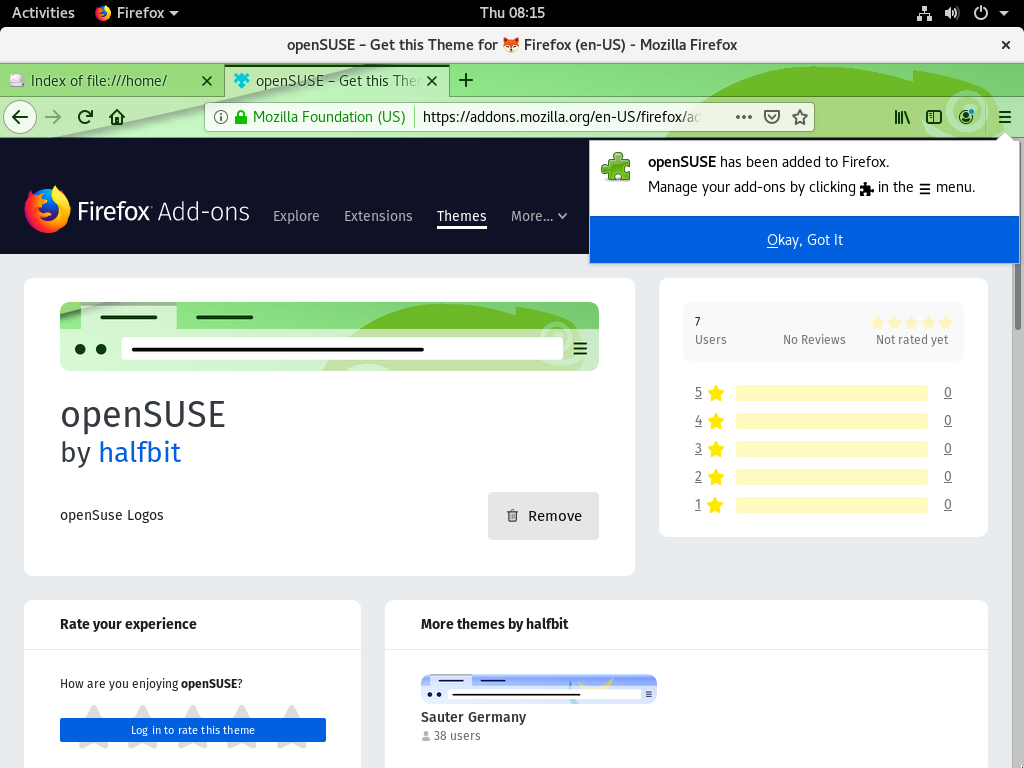 Activities Firefox Thu 08:15
openSUSE – Get this Theme for 🦊 Firefox (en-US) - Mozilla Firefox
Index of file:///home/ openSUSE – Get this The
Mozilla Foundation (US) https://addons.mozilla.org/en-US/firefox/ad
openSUSE has been added to Firefox.
Manage your add-ons by clicking in the menu.
Okay, Got It
Firefox Add-ons Explore Extensions Themes More...
openSUSE
by halfbit
openSuse Logos
Remove
7
Users No Reviews Not rated yet
5 0
4 0
3 0
2 0
1 0
Rate your experience
How are you enjoying openSUSE?
Log in to rate this theme
More themes by halfbit
Sauter Germany
38 users